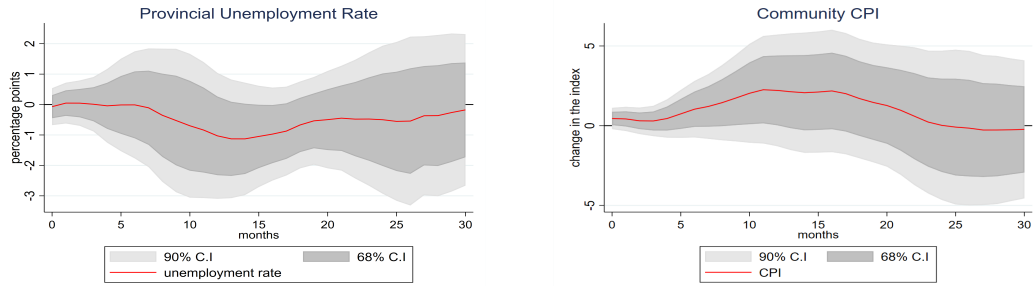 Provincial Unemployment Rate
percentage points
2
1
0
-1
-2
-3
0 5 10 15 20 25 30
months
90% C.I 68% C.I
unemployment rate
Community CPI
change in the index
5
0
-5
0 5 10 15 20 25 30
months
90% C.I 68% C.I
CPI